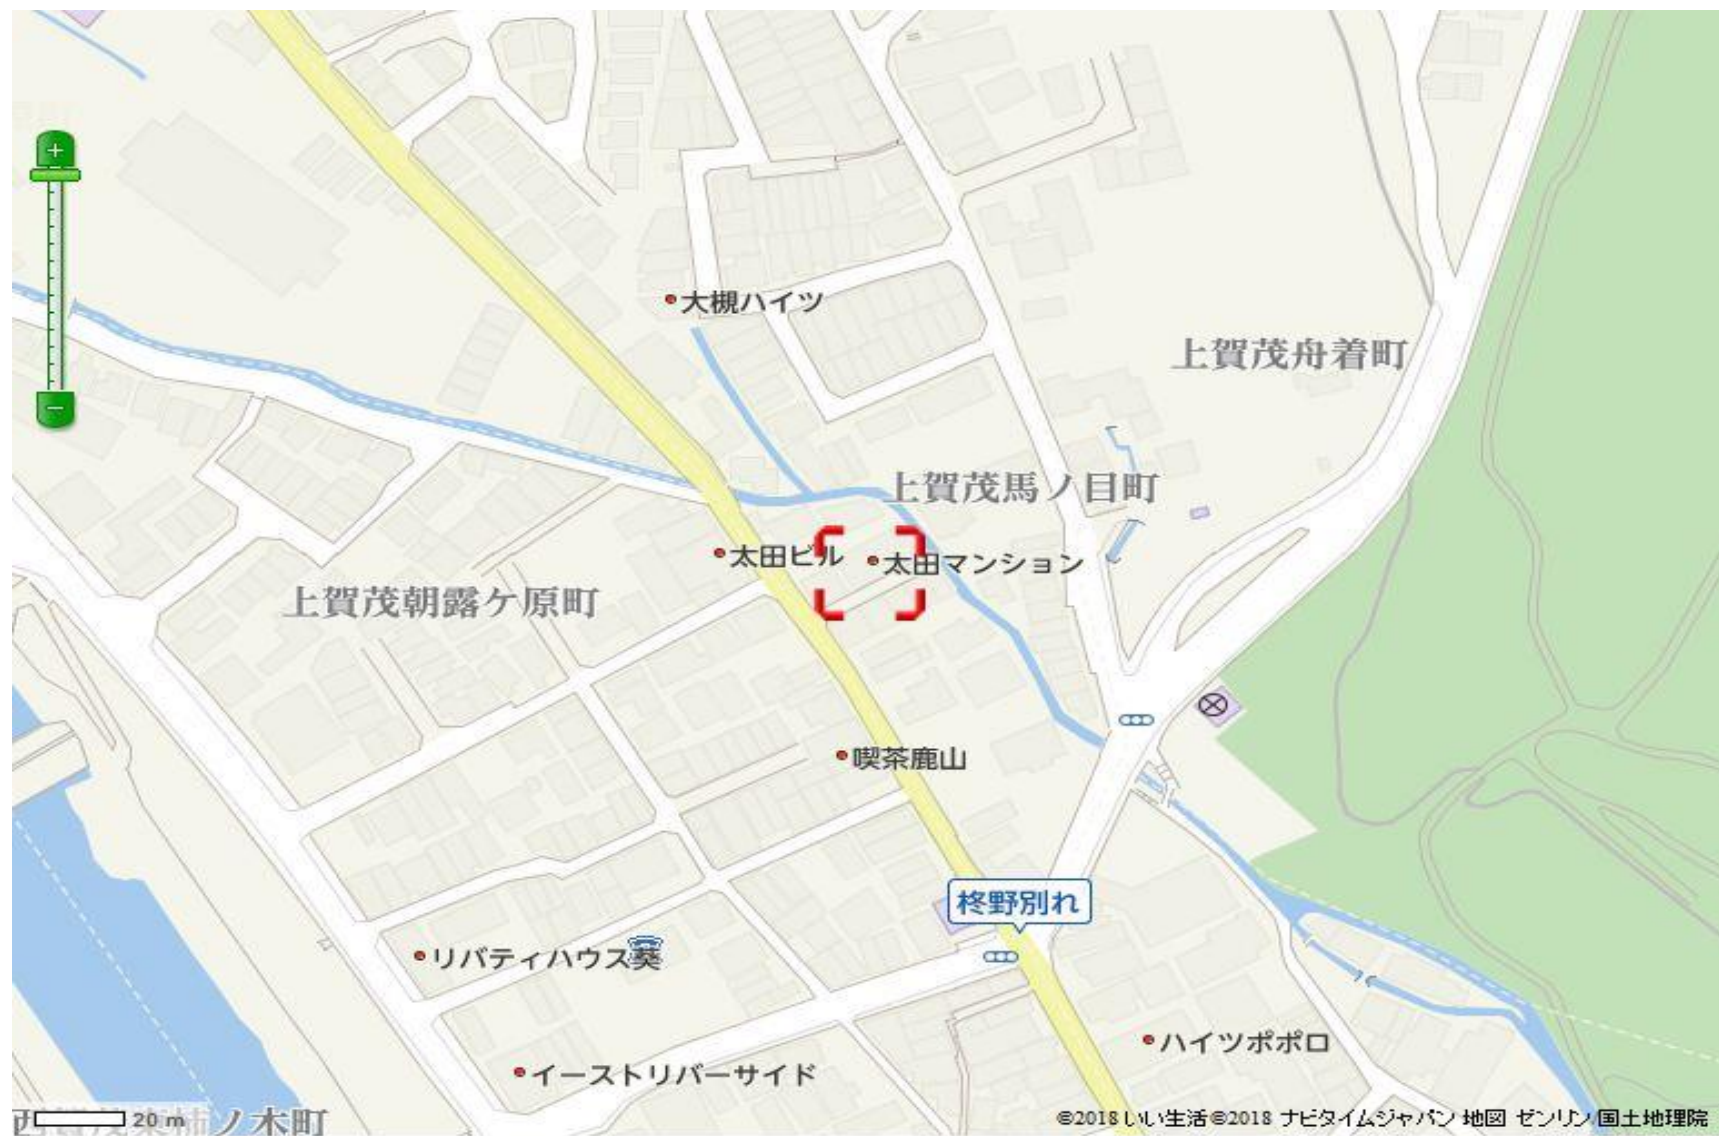 大槻ハイツ
上賀茂舟着町
上賀茂馬ノ目町
太田ビル
太田マンション
上賀茂朝露ケ原町
喫茶鹿山
柊野別れ
リバティハウス葵
ハイツポポロ
イーストリバーサイド
20 m
ノ木町
©2018 いい生活 ©2018 ナビタイムジャパン 地図 ゼンリン 国土地理院